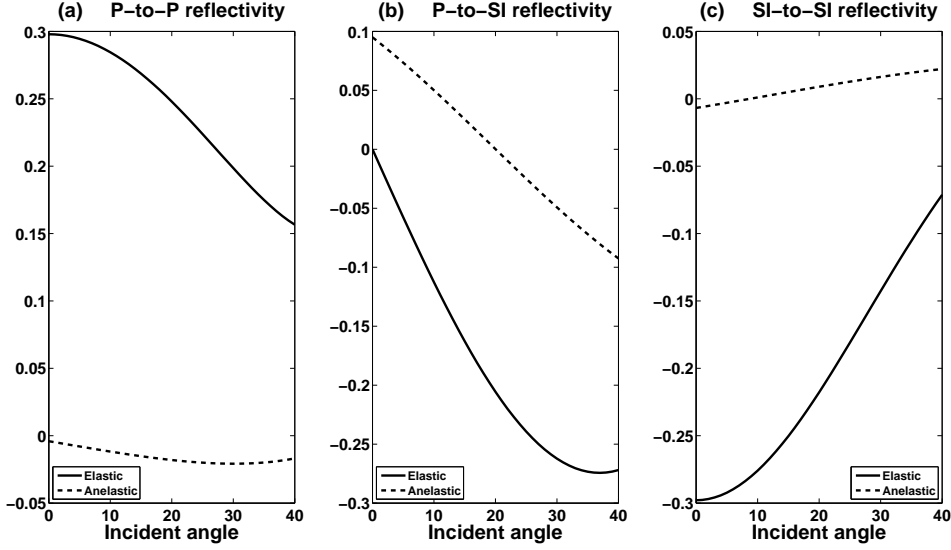 (a) P-to-P reflectivity
0.3
0.25
0.2
0.15
0.1
0.05
0
-0.05
0 10 20 30 40
Incident angle
Elastic
Anelastic
(b) P-to-SI reflectivity
0.1
0.05
0
-0.05
-0.1
-0.15
-0.2
-0.25
-0.3
0 10 20 30 40
Incident angle
Elastic
Anelastic
(c) SI-to-SI reflectivity
0.05
0
0.05
-0.1
-0.15
-0.2
-0.25
-0.3
0 10 20 30 40
Incident angle
Elastic
Anelastic